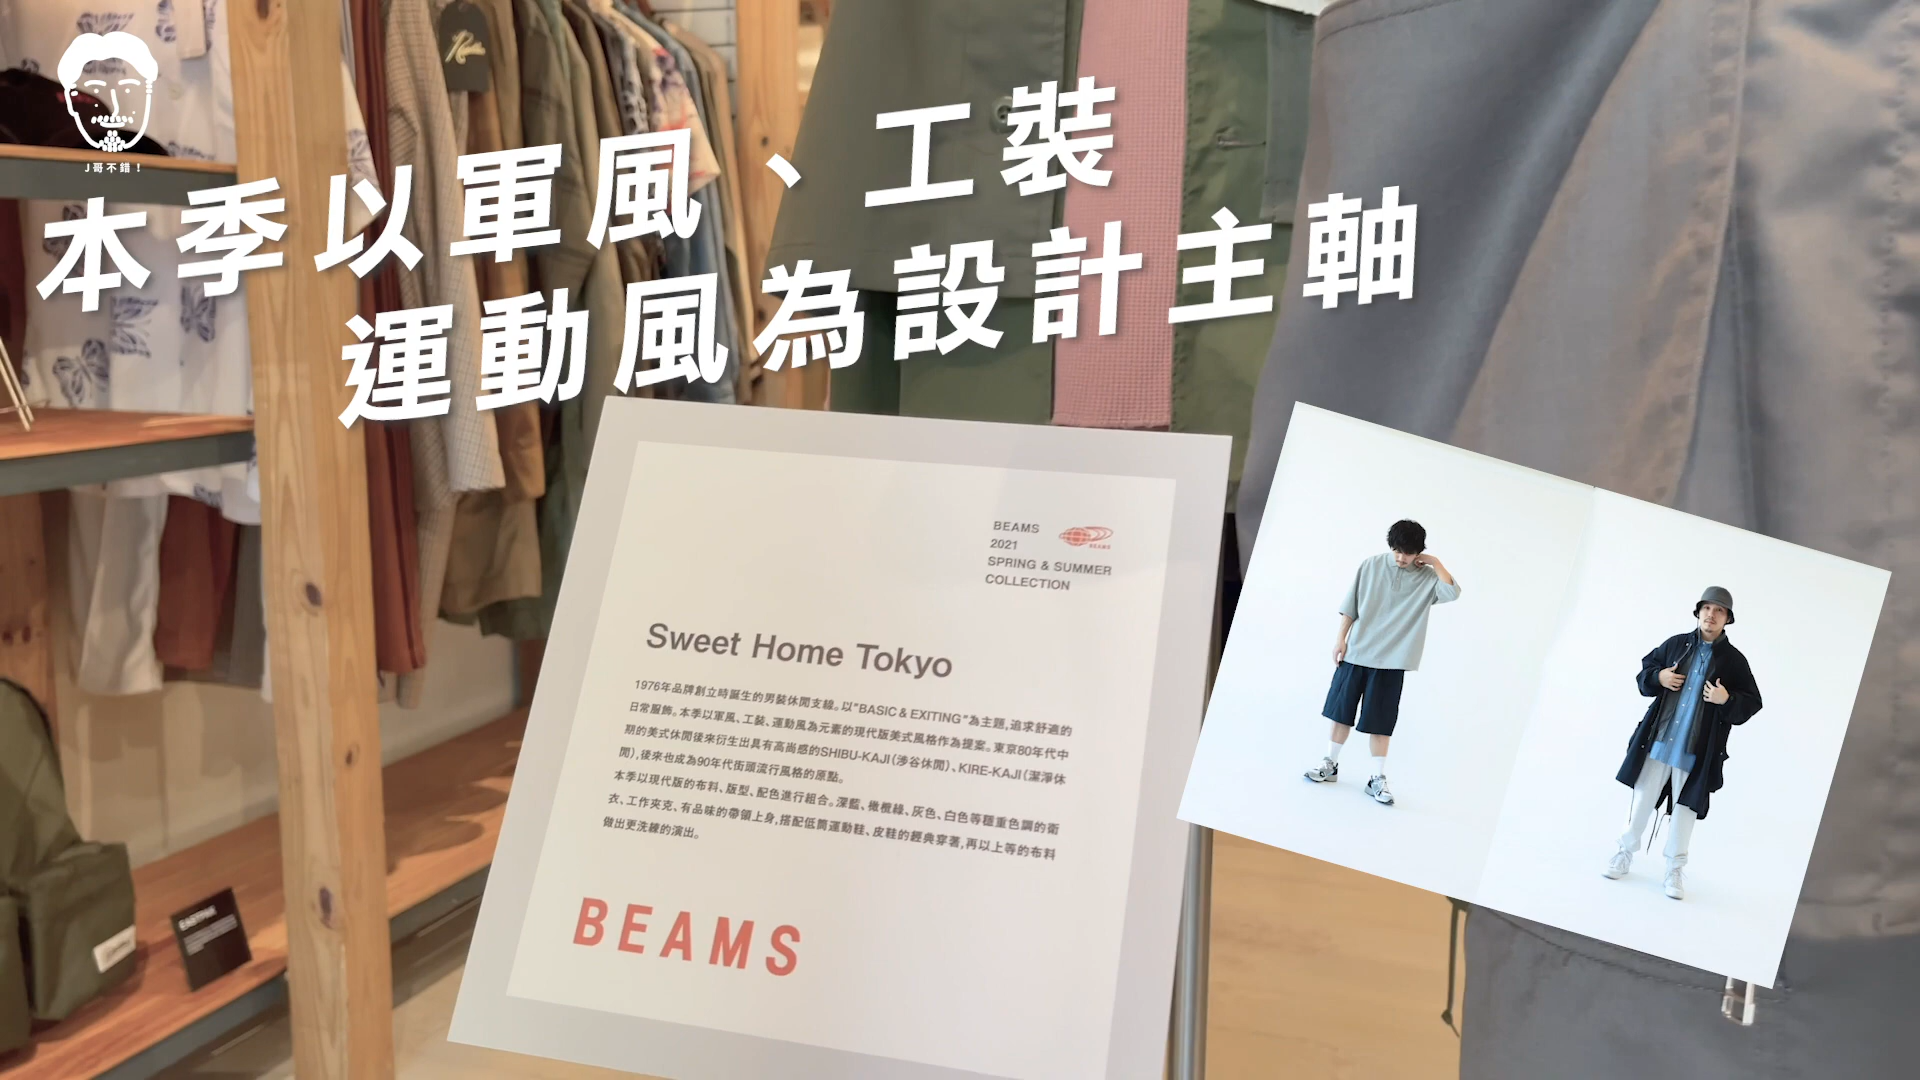 J哥不錯！
本季以軍風、工裝
運動風為設計主軸
BEAMS
2021
SPRING & SUMMER
COLLECTION
BEAMS
Sweet Home Tokyo
1976年品牌創立時誕生的男裝休閒支線。以"BASIC & EXITING"為主題,追求舒適的
日常服飾。本季以軍風、工裝、運動風為元素的現代版美式風格作為提案。東京80年代中
期的美式休閒後來衍生出具有高尚感的SHIBU-KAJI(涉谷休閒)、KIRE-KAJI(潔淨休
閒),後來也成為90年代街頭流行風格的原點。
本季以現代版的布料、版型、配色進行組合。深藍、橄欖綠、灰色、白色等穩重色調的衛
衣、工作夾克、有品味的帶領上身,搭配低筒運動鞋、皮鞋的經典穿著,再以上等的布料
做出更洗練的演出。
BEAMS
EASTPAK